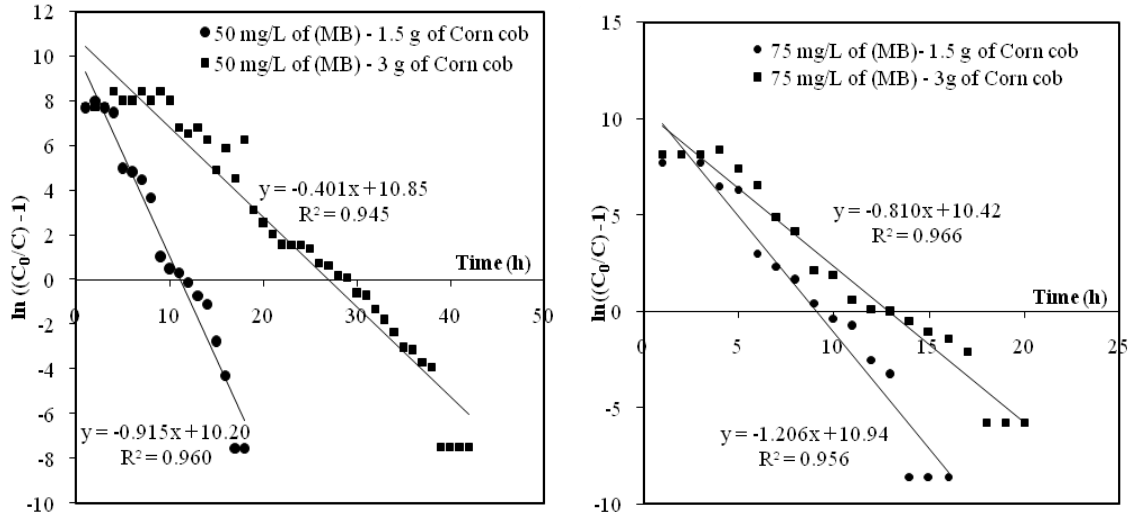 12
10
8
6
4
2
0
-2
-4
-6
-8
-10
ln ((C0/C) -1)
50 mg/L of (MB) - 1.5 g of Corn cob
50 mg/L of (MB) - 3 g of Corn cob
y = -0.401x + 10.85
R² = 0.945
Time (h)
0 10 20 30 40 50
y = -0.915x + 10.20
R² = 0.960
15
10
5
0
-5
-10
ln((C0/C) -1)
75 mg/L of (MB) - 1.5 g of Corn cob
75 mg/L of (MB) - 3g of Corn cob
y = -0.810x + 10.42
R² = 0.966
Time (h)
0 5 10 15 20 25
y = -1.206x + 10.94
R² = 0.956